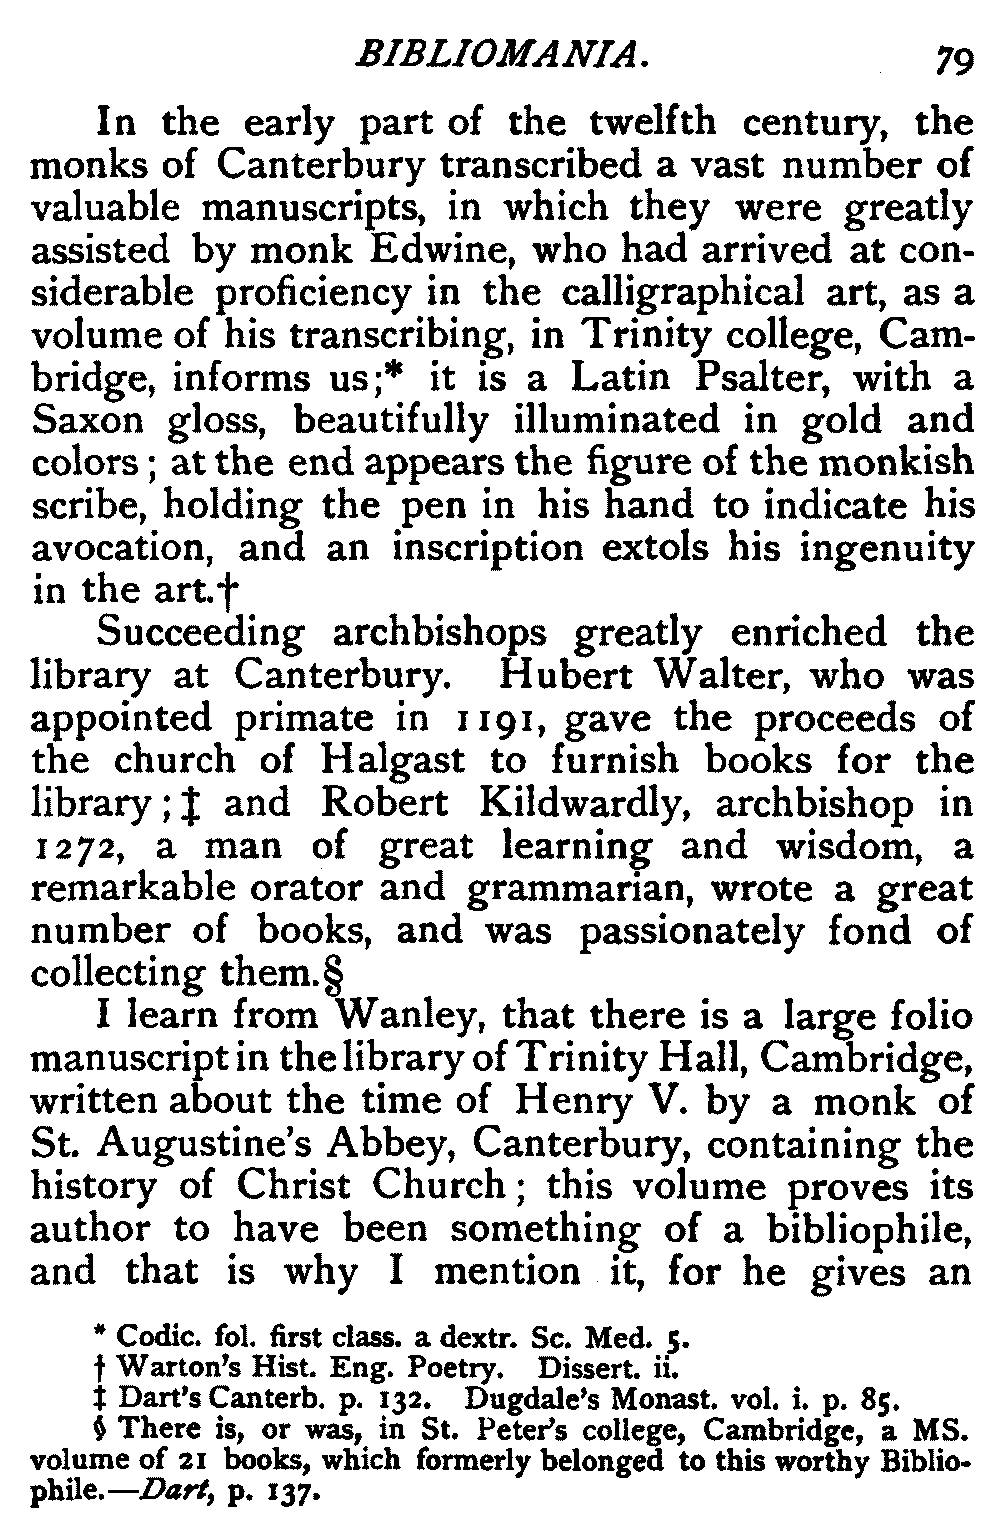 BIBLIOMANIA. 79
In the early part of the twelfth century, the
monks of Canterbury transcribed a vast number of
valuable manuscripts, in which they were greatly
assisted by monk Edwine, who had arrived at con-
siderable proficiency in the calligraphical art, as a
volume of his transcribing, in Trinity college, Cam-
bridge, informs us;* it is a Latin Psalter, with a
Saxon gloss, beautifully illuminated in gold and
colors; at the end appears the figure of the monkish
scribe, holding the pen in his hand to indicate his
avocation, and an inscription extols his ingenuity
in the art.†
Succeeding archbishops greatly enriched the
library at Canterbury. Hubert Walter, who was
appointed primate in 1191, gave the proceeds of
the church of Halgast to furnish books for the
library;‡ and Robert Kildwardly, archbishop in
1272, a man of great learning and wisdom, a
remarkable orator and grammarian, wrote a great
number of books, and was passionately fond of
collecting them.§
I learn from Wanley, that there is a large folio
manuscript in the library of Trinity Hall, Cambridge,
written about the time of Henry V. by a monk of
St. Augustine's Abbey, Canterbury, containing the
history of Christ Church; this volume proves its
author to have been something of a bibliophile,
and that is why I mention it, for he gives an
* Codic. fol. first class. a dextr. Sc. Med. 5.
† Warton's Hist. Eng. Poetry. Dissert. ii.
‡ Dart's Canterb. p. 132. Dugdale's Monast. vol. i. p. 85.
§ There is, or was, in St. Peter's college, Cambridge, a MS.
volume of 21 books, which formerly belonged to this worthy Biblio-
phile.—Dart, p. 137.